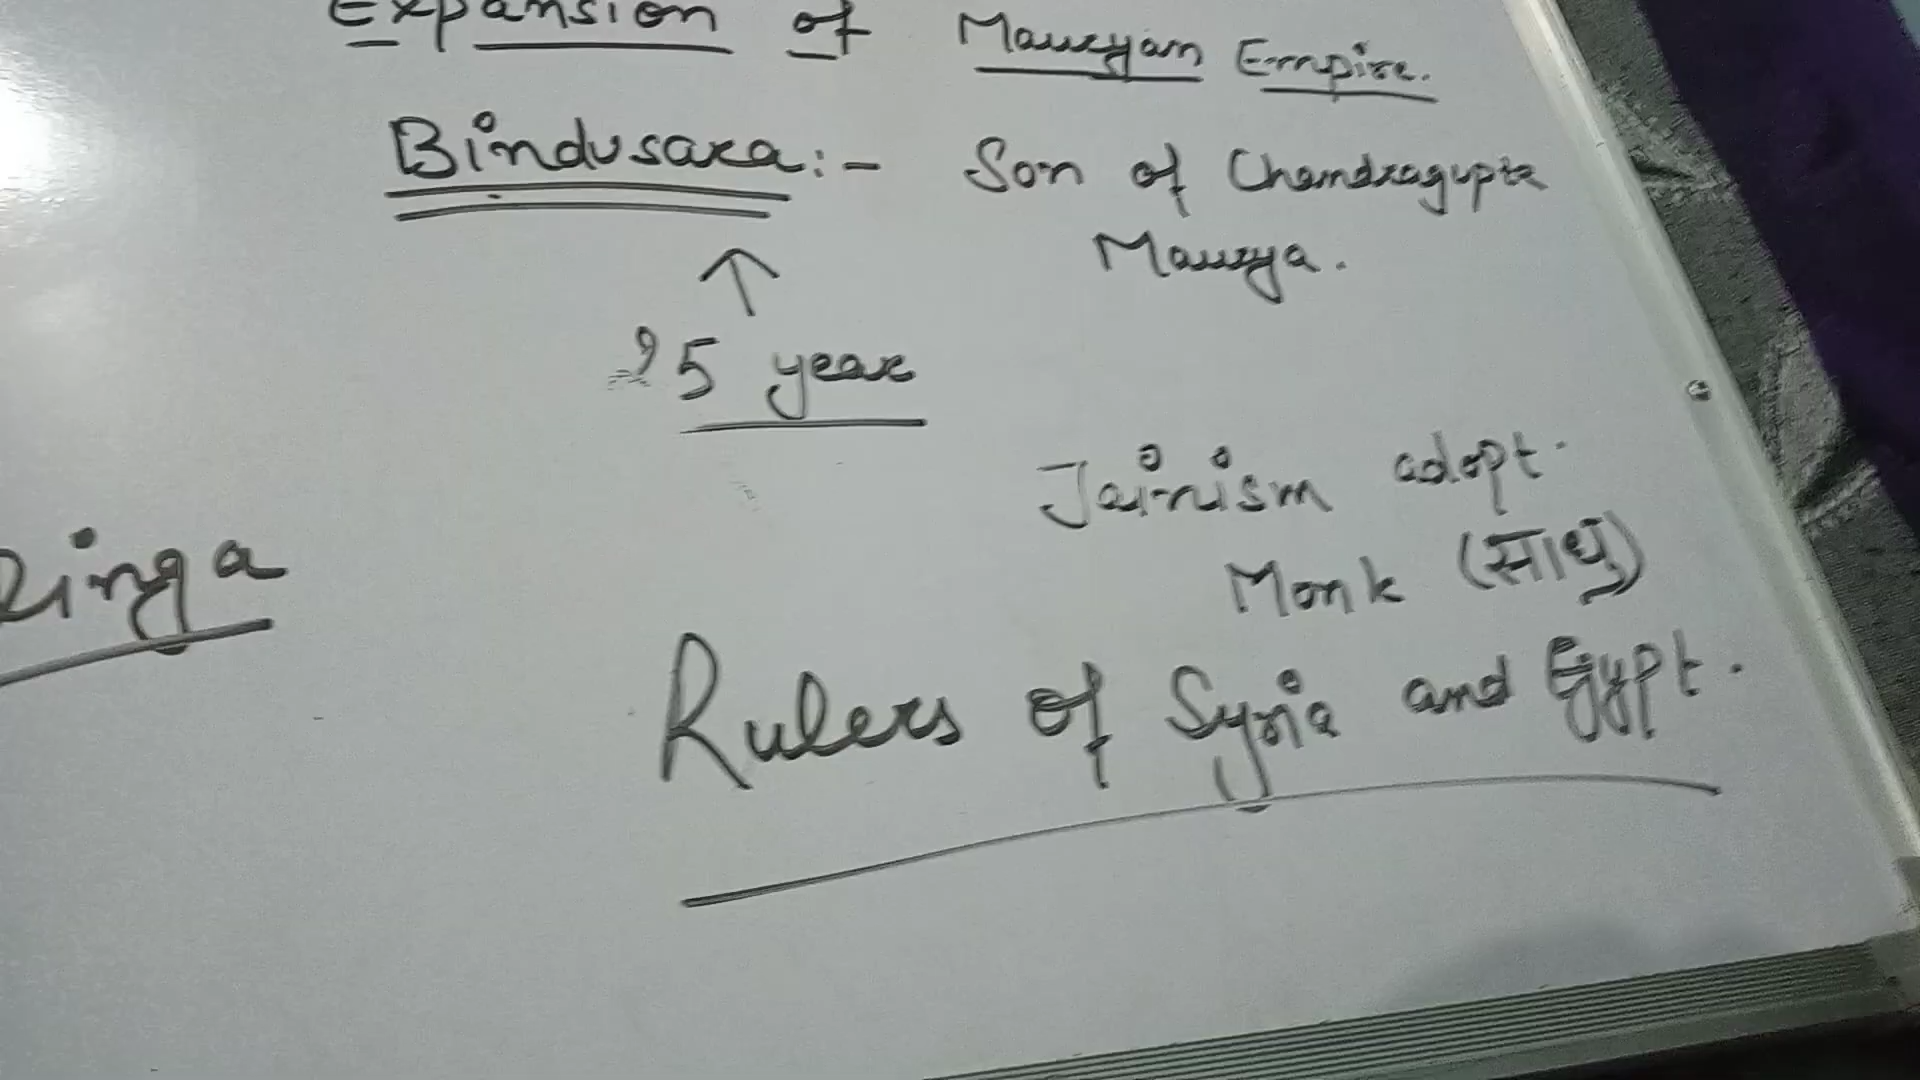 Expansion of Mauryan Empire.
Bindusara:- Son of Chandragupta
Maurya.
25 year
Jainism adopt.
Monk (साधु)
linga
Rulers of Syria and Egypt.